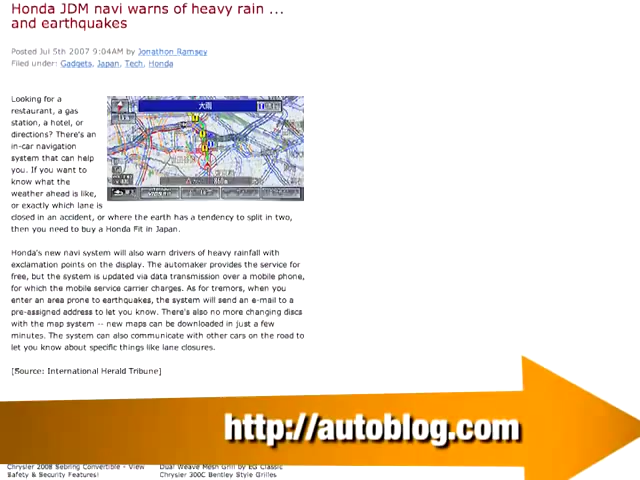 Honda JDM navi warns of heavy rain ...
and earthquakes
Posted Jul 5th 2007 9:04AM by Jonathon Ramsey
Filed under: Gadgets, Japan, Tech, Honda
Looking for a
restaurant, a gas
station, a hotel, or
directions? There's an
in-car navigation
system that can help
you. If you want to
know what the
weather ahead is like,
or exactly which lane is
closed in an accident, or where the earth has a tendency to split in two,
then you need to buy a Honda Fit in Japan.
大雨
Honda's new navi system will also warn drivers of heavy rainfall with
exclamation points on the display. The automaker provides the service for
free, but the system is updated via data transmission over a mobile phone,
for which the mobile service carrier charges. As for tremors, when you
enter an area prone to earthquakes, the system will send an e-mail to a
pre-assigned address to let you know. There's also no more changing discs
with the map system -- new maps can be downloaded in just a few
minutes. The system can also communicate with other cars on the road to
let you know about specific things like lane closures.
[Source: International Herald Tribune]
http://autoblog.com
Chrysler 2008 Sebring Convertible - View
Safety & Security Features!
Dual Weave Mesh Grill by EG Classic
Chrysler 300C Bentley Style Grilles